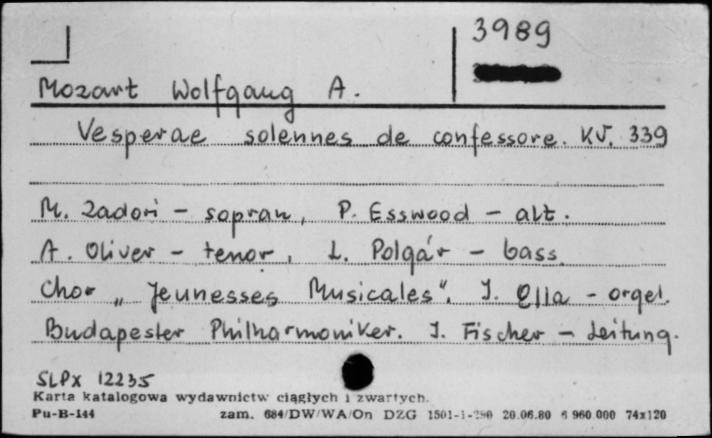 3989
Mozart Wolfgang A.
Vesperae solennes de confessore. KV. 339
M. Zadori - sopran, P. Esswood - alt.
A. Oliver - tenor, L. Polgár - bass.
Chor „Jeunesses Musicales". I. Ella - orgel.
Budapester Philharmoniker. I. Fischer - Leitung.
SLPX 12235
Karta katalogowa wydawnictw ciągłych i zwartych.
Pu-B-144 zam. 684/DW/WA/On DZG 20.06.80 6 960 000 74x120